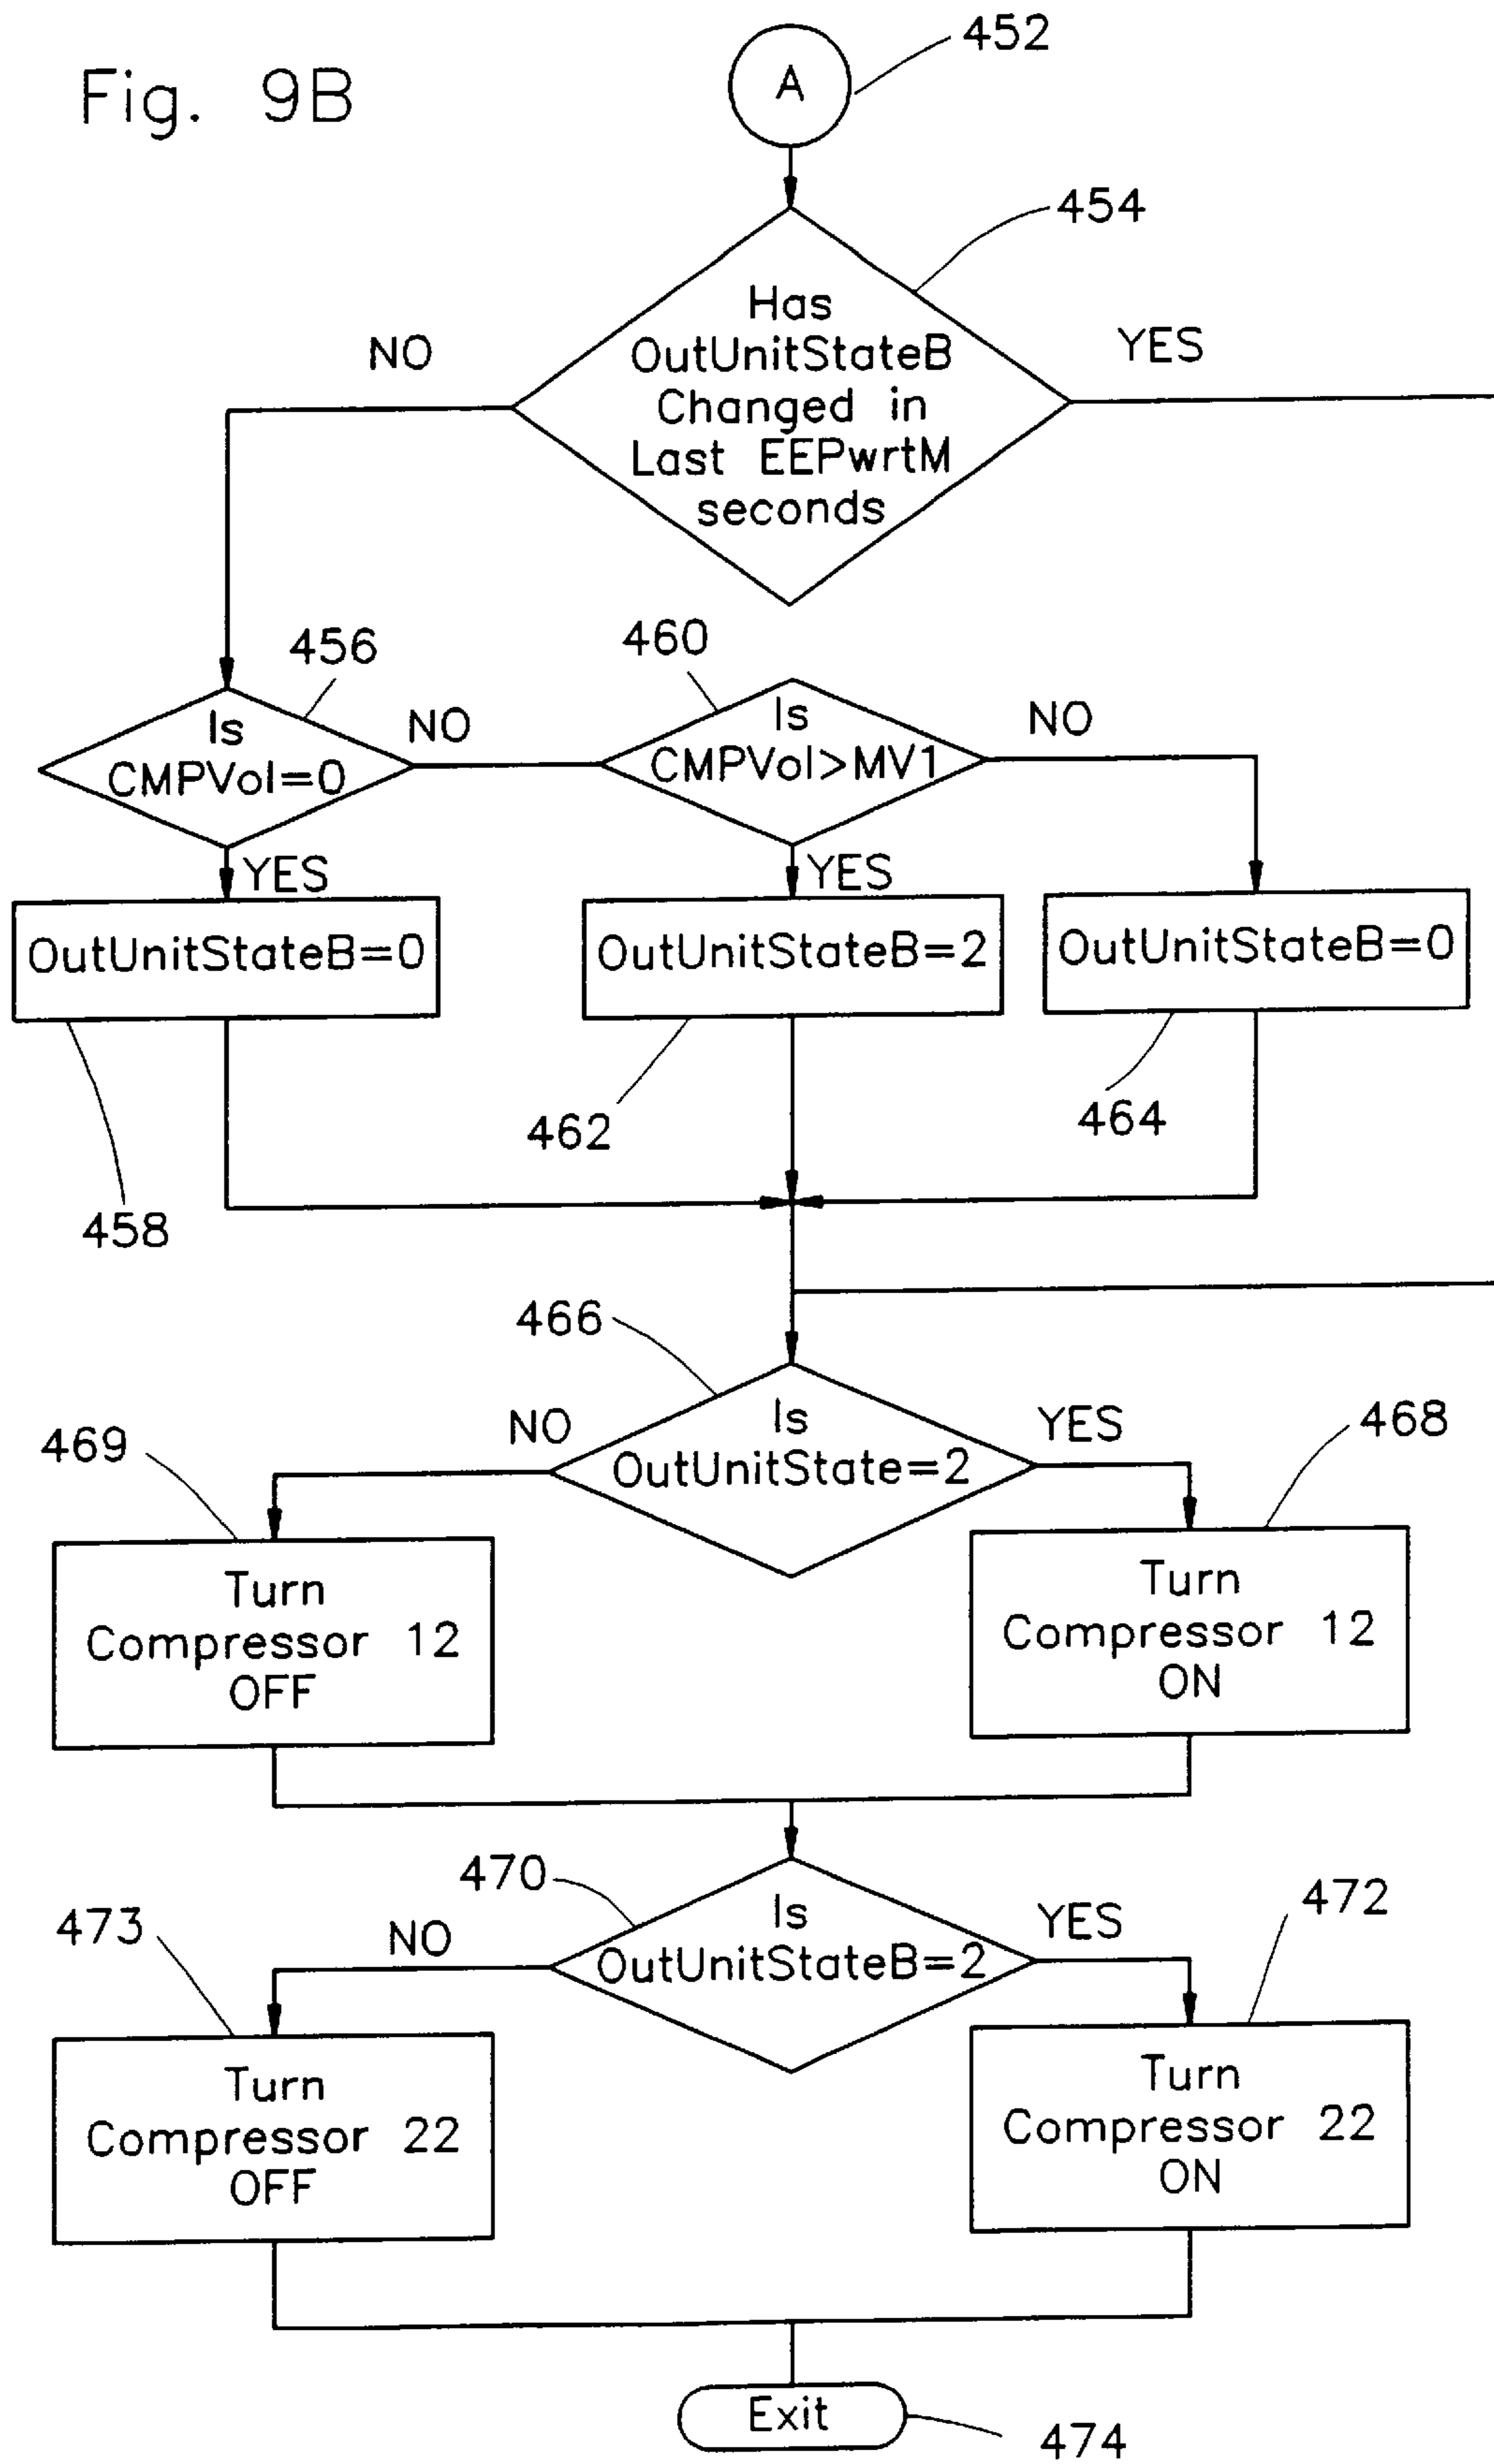 Fig. 9B
452
A
454
Has
OutUnitStateB
Changed in
Last EEPwrtM
seconds
NO
YES
456
460
Is
CMPVol=0
NO
Is
CMPVol>MV1
NO
YES
YES
OutUnitStateB=0
OutUnitStateB=2
OutUnitStateB=0
458
462
464
466
Is
OutUnitState=2
NO
YES
469
468
Turn
Compressor 12
OFF
Turn
Compressor 12
ON
470
Is
OutUnitStateB=2
NO
YES
473
472
Turn
Compressor 22
OFF
Turn
Compressor 22
ON
Exit
474